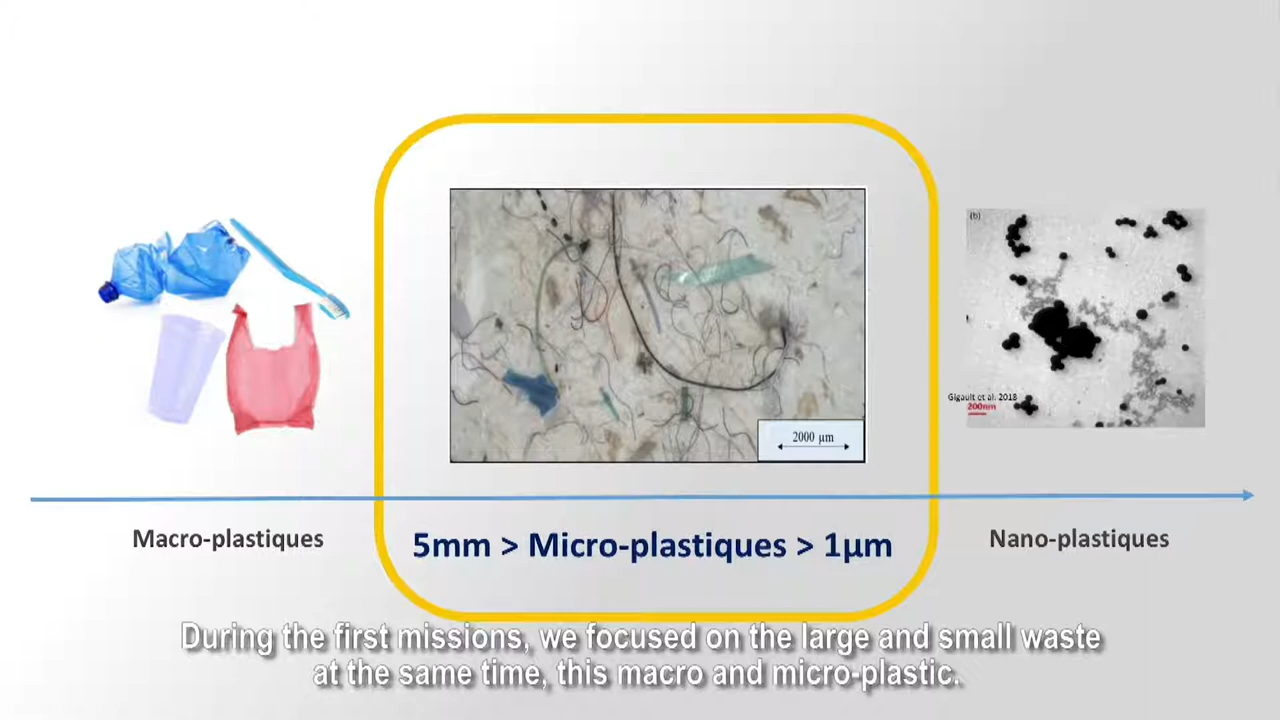 (b)
Gigault et al. 2018
200nm
2000 µm
Macro-plastiques
5mm > Micro-plastiques > 1µm
Nano-plastiques
During the first missions, we focused on the large and small waste
at the same time, this macro and micro-plastic.